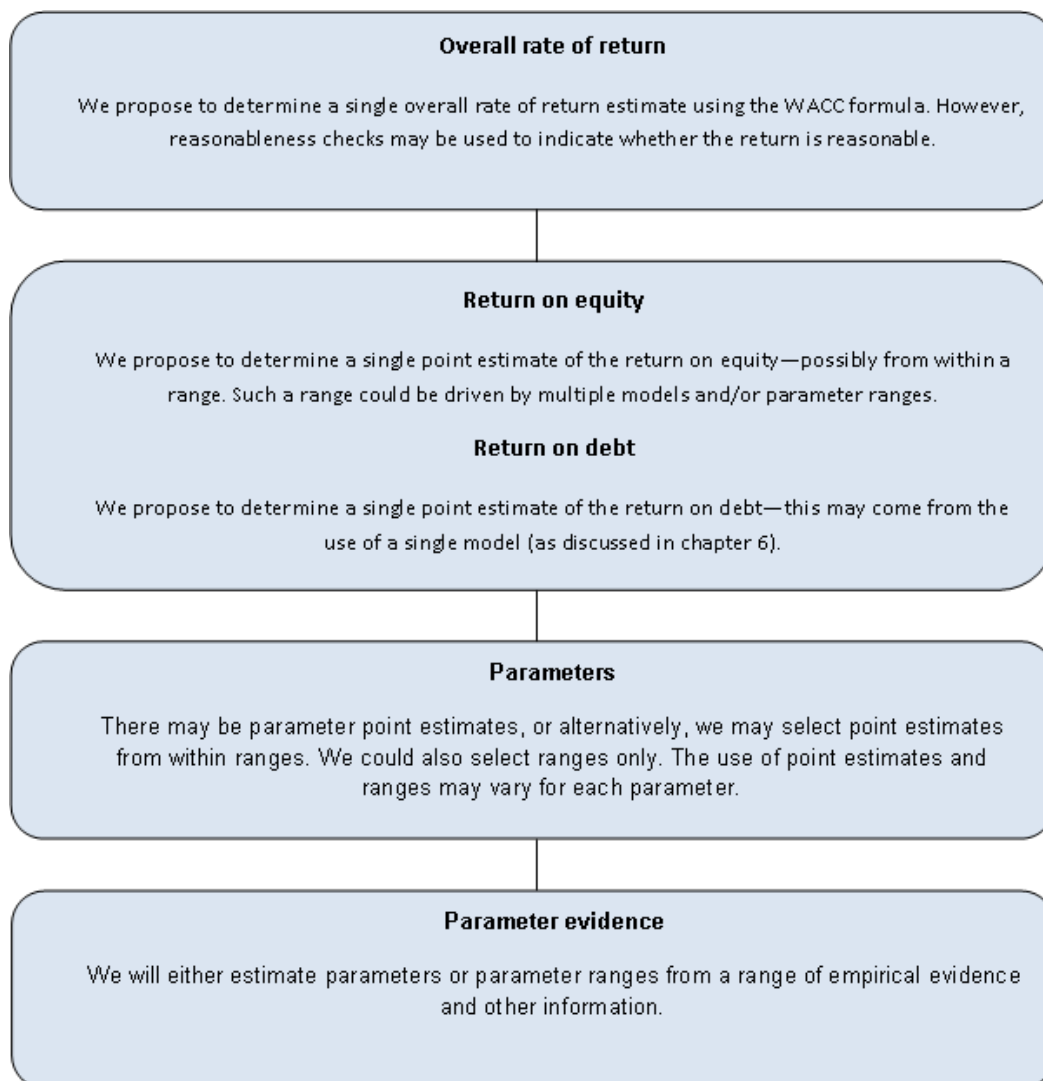 Overall rate of return
We propose to determine a single overall rate of return estimate using the WACC formula. However,
reasonableness checks may be used to indicate whether the return is reasonable.
Return on equity
We propose to determine a single point estimate of the return on equity—possibly from within a
range. Such a range could be driven by multiple models and/or parameter ranges.
Return on debt
We propose to determine a single point estimate of the return on debt—this may come from the
use of a single model (as discussed in chapter 6).
Parameters
There may be parameter point estimates, or alternatively, we may select point estimates
from within ranges. We could also select ranges only. The use of point estimates and
ranges may vary for each parameter.
Parameter evidence
We will either estimate parameters or parameter ranges from a range of empirical evidence
and other information.